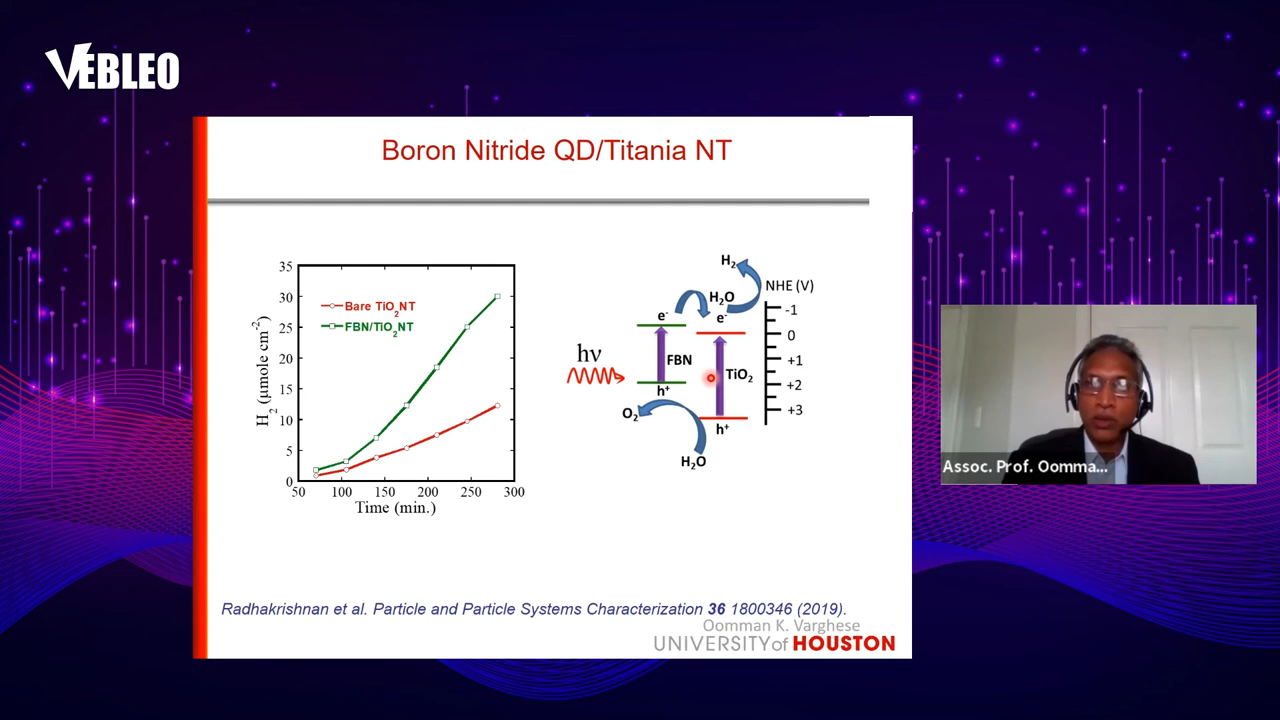 VEBLEO
Boron Nitride QD/Titania NT
35
30
25
20
15
10
5
0
H2 (µmole cm-2)
Bare TiO2NT
FBN/TiO2NT
50 100 150 200 250 300
Time (min.)
hν
H2
H2O
e-
e-
FBN
TiO2
h+
h+
O2
H2O
NHE (V)
-1
0
+1
+2
+3
Assoc. Prof. Oomma...
Radhakrishnan et al. Particle and Particle Systems Characterization 36 1800346 (2019).
Oomman K. Varghese
UNIVERSITYof HOUSTON